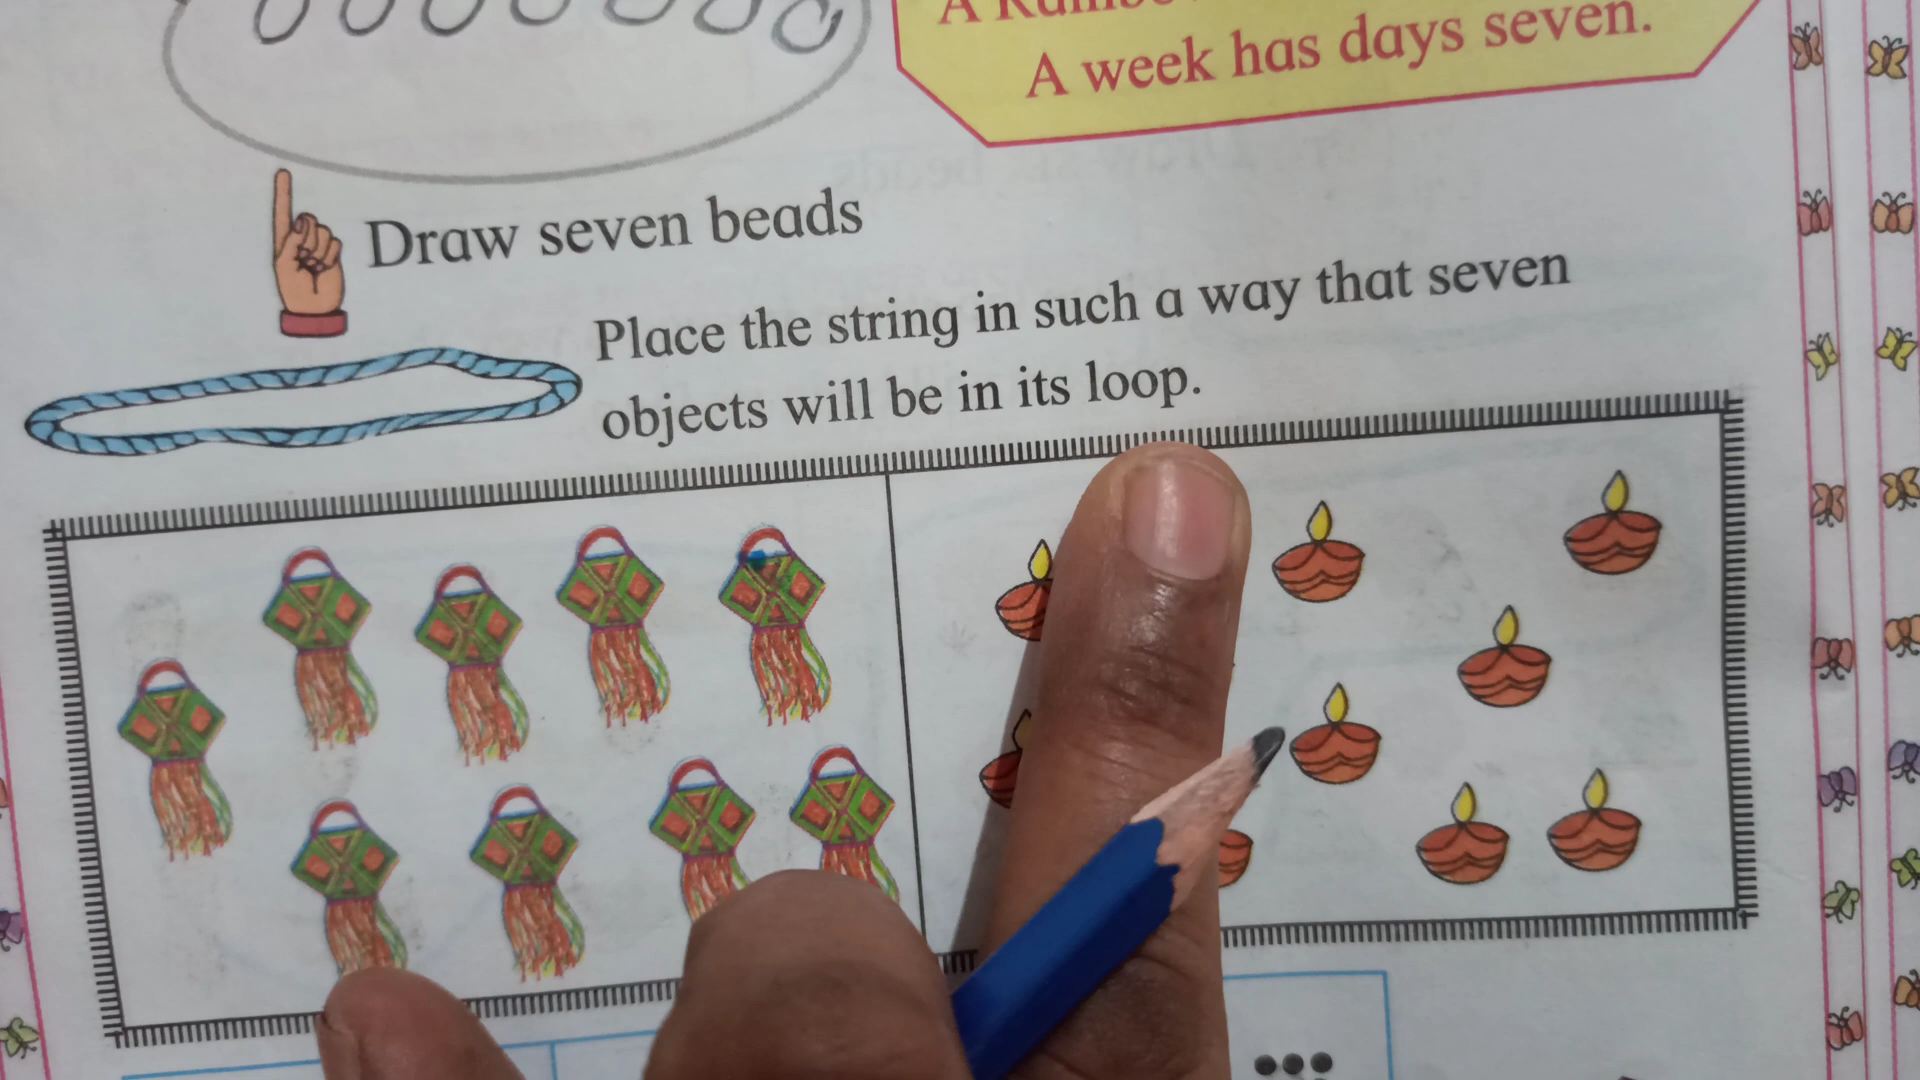 A
A week has days seven.
Draw seven beads
Place the string in such a way that seven
objects will be in its loop.